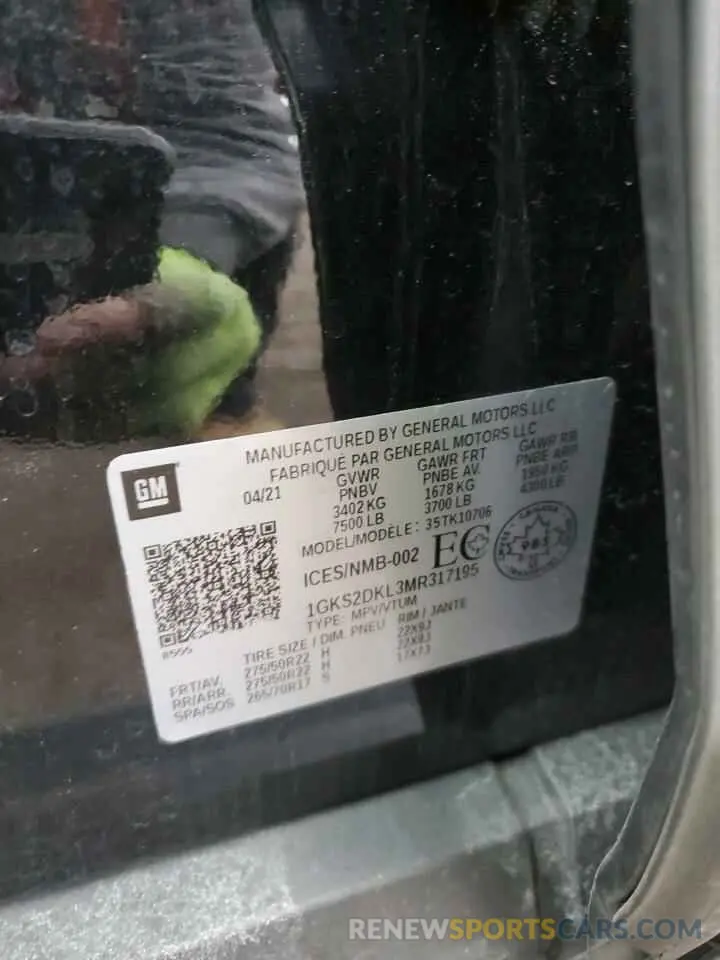 MANUFACTURED BY GENERAL MOTORS LLC
FABRIQUÉ PAR GENERAL MOTORS LLC
GM
04/21
GVWR
PNBV
3402 KG
7500 LB
GAWR FRT
PNBE AV.
1678 KG
3700 LB
GAWR RR
PNBE ARR
KG
LB
MODEL/MODÈLE: 35TK10706
ICES/NMB-002
EC
CANADA
1GKS2DKL3MR317195
TYPE: MPV/VTUM
TIRE SIZE / DIM. PNEU RIM / JANTE
FRT/AV. 275/50R22 H 22X9J
RR/ARR. 275/50R22 H 22X9J
SPA/SOS 265/70R17 S 17X7J
RENEWSPORTSCARS.COM